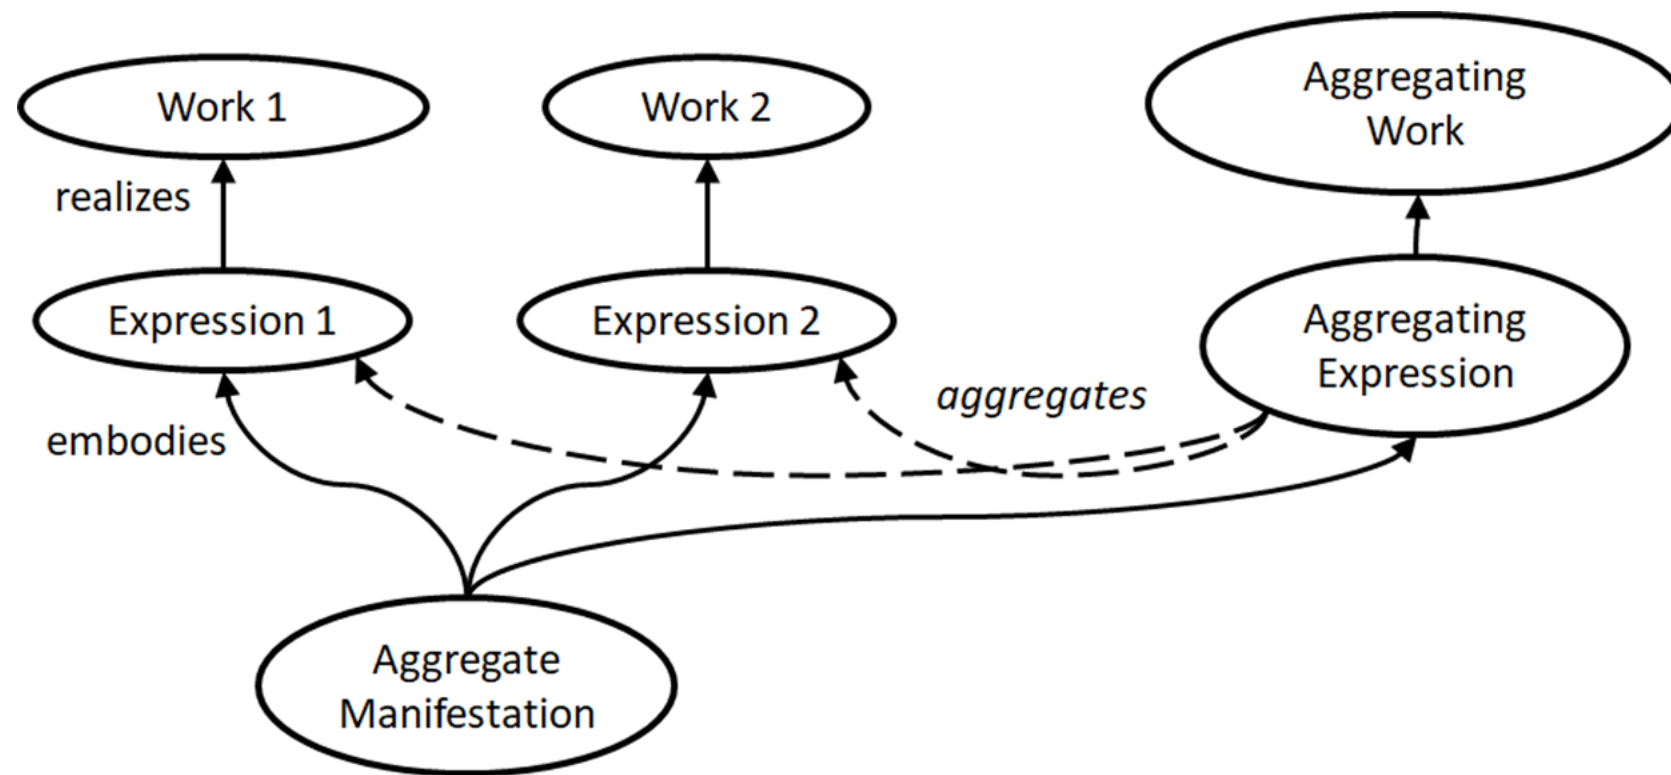 Work 1
Work 2
Aggregating
Work
realizes
Expression 1
Expression 2
Aggregating
Expression
aggregates
embodies
Aggregate
Manifestation